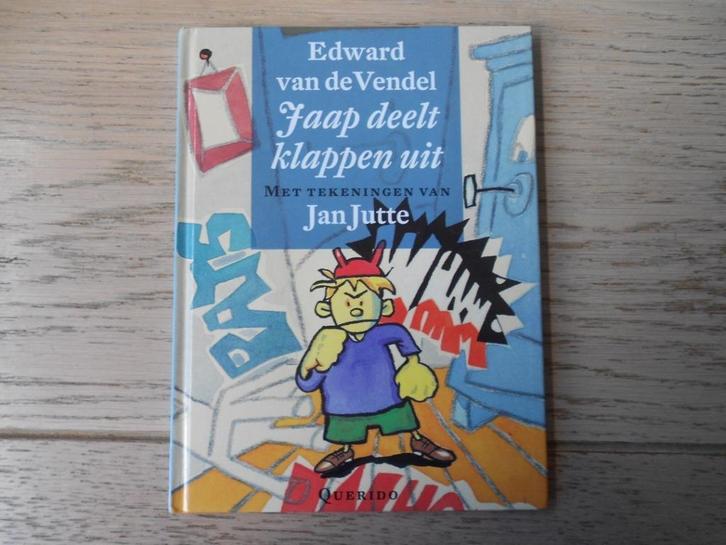 Edward
van de Vendel
Jaap deelt
klappen uit
MET TEKENINGEN VAN
Jan Jutte
QUERIDO